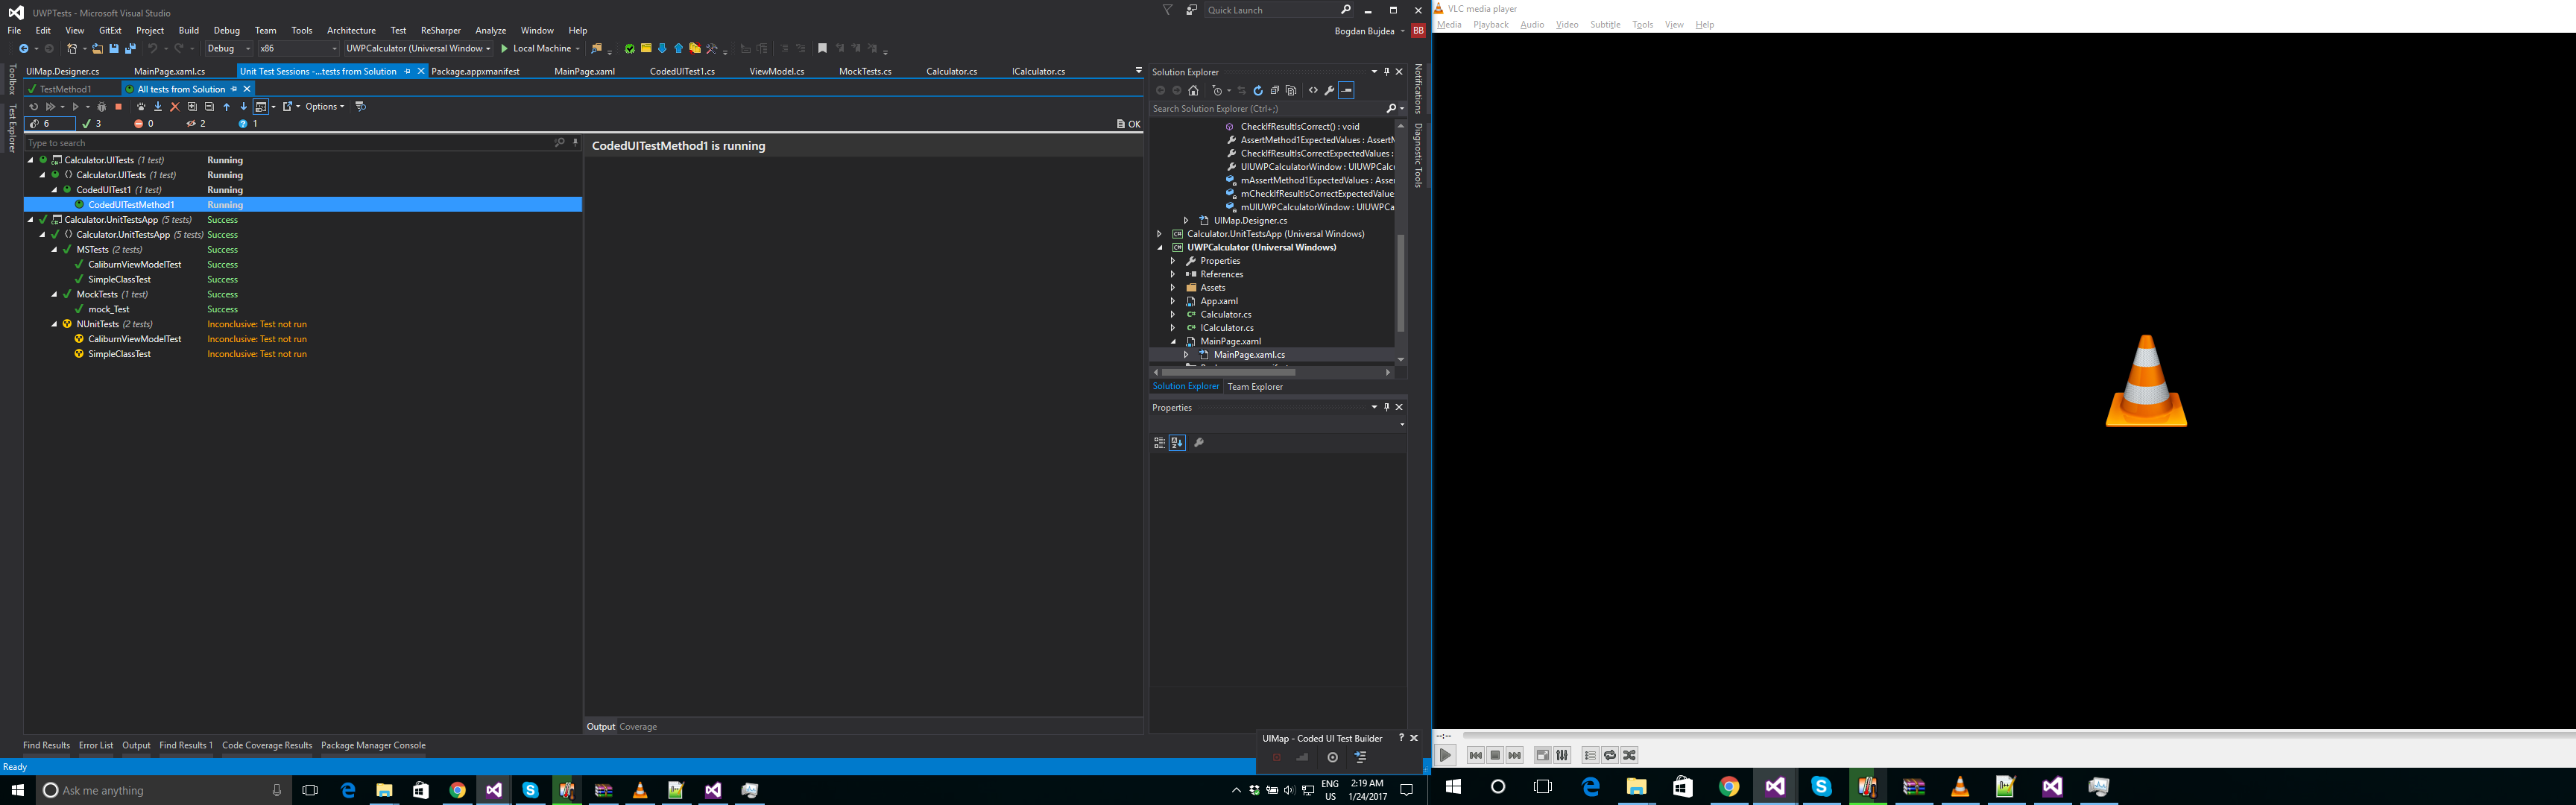 UWPTests - Microsoft Visual Studio
Quick Launch
File Edit View GitExt Project Build Debug Team Tools Architecture Test ReSharper Analyze Window Help
Bogdan Bujdea BB
Debug x86 UWPCalculator (Universal Window Local Machine
UIMap.Designer.cs MainPage.xaml.cs Unit Test Sessions -...tests from Solution Package.appxmanifest MainPage.xaml CodedUITest1.cs ViewModel.cs MockTests.cs Calculator.cs ICalculator.cs
Toolbox
Test Explorer
TestMethod1 All tests from Solution
Options
6 3 0 2 1 OK
Type to search
Calculator.UITests (1 test) Running
Calculator.UITests (1 test) Running
CodedUITest1 (1 test) Running
CodedUITestMethod1 Running
Calculator.UnitTestsApp (5 tests) Success
Calculator.UnitTestsApp (5 tests) Success
MSTests (2 tests) Success
CaliburnViewModelTest Success
SimpleClassTest Success
MockTests (1 test) Success
mock_Test Success
NUnitTests (2 tests) Inconclusive: Test not run
CaliburnViewModelTest Inconclusive: Test not run
SimpleClassTest Inconclusive: Test not run
CodedUITestMethod1 is running
Output Coverage
Solution Explorer
Search Solution Explorer (Ctrl+;)
CheckIfResultIsCorrect() : void
AssertMethod1ExpectedValues : AssertM
CheckIfResultIsCorrectExpectedValues :
UIUWPCalculatorWindow : UIUWPCalc
mAssertMethod1ExpectedValues : Asser
mCheckIfResultIsCorrectExpectedValue
mUIUWPCalculatorWindow : UIUWPCa
UIMap.Designer.cs
Calculator.UnitTestsApp (Universal Windows)
UWPCalculator (Universal Windows)
Properties
References
Assets
App.xaml
Calculator.cs
ICalculator.cs
MainPage.xaml
MainPage.xaml.cs
Solution Explorer Team Explorer
Properties
Notifications
Diagnostic Tools
Find Results Error List Output Find Results 1 Code Coverage Results Package Manager Console
UIMap - Coded UI Test Builder ?
Ready
Ask me anything
ENG
US
2:19 AM
1/24/2017
VLC media player
Media Playback Audio Video Subtitle Tools View Help
--:--